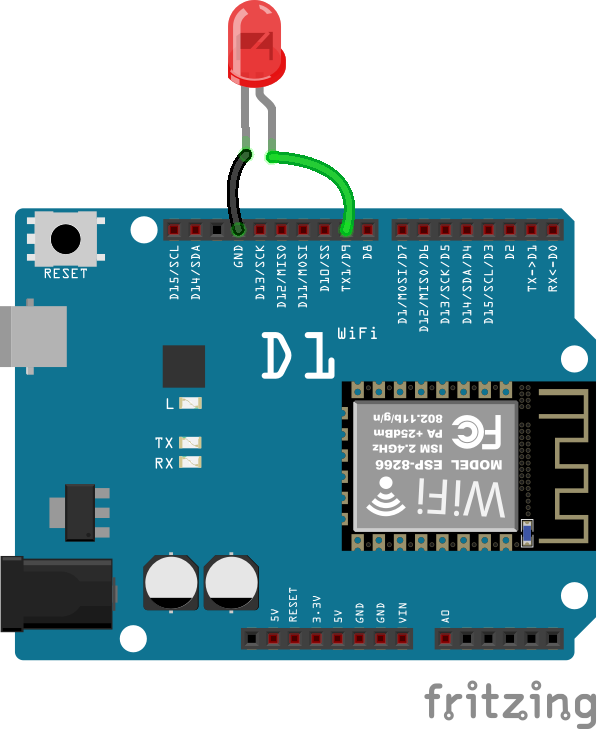 RESET
D15/SCL
D14/SDA
GND
D13/SCK
D12/MISO
D11/MOSI
D10/SS
TX1/D9
D8
D1/MOSI/D7
D12/MISO/D6
D13/SCK/D5
D14/SDA/D4
D15/SCL/D3
D2
TX->D1
RX<-D0
D1 WiFi
L
TX
RX
WiFi
MODEL ESP-8266
ISM 2.4GHz
PA +25dBm
802.11b/g/n
FC
5V
RESET
3.3V
5V
GND
GND
VIN
A0
fritzing